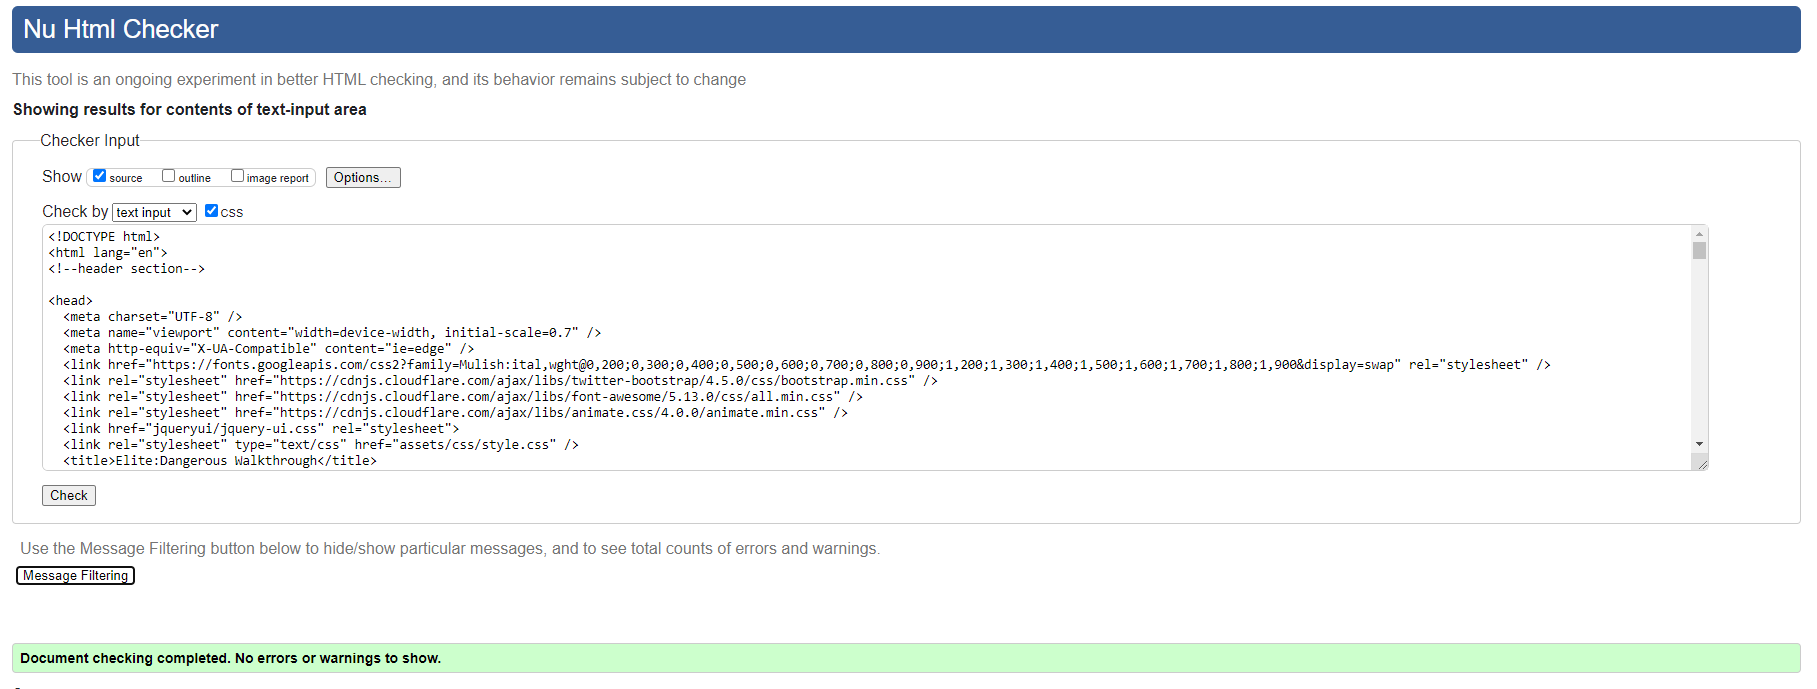 Nu Html Checker
This tool is an ongoing experiment in better HTML checking, and its behavior remains subject to change
Showing results for contents of text-input area
Checker Input
Show source outline image report Options...
Check by text input css
<!DOCTYPE html>
<html lang="en">
<!--header section-->
<head>
<meta charset="UTF-8" />
<meta name="viewport" content="width=device-width, initial-scale=0.7" />
<meta http-equiv="X-UA-Compatible" content="ie=edge" />
<link href="https://fonts.googleapis.com/css2?family=Mulish:ital,wght@0,200;0,300;0,400;0,500;0,600;0,700;0,800;0,900;1,200;1,300;1,400;1,500;1,600;1,700;1,800;1,900&display=swap" rel="stylesheet" />
<link rel="stylesheet" href="https://cdnjs.cloudflare.com/ajax/libs/twitter-bootstrap/4.5.0/css/bootstrap.min.css" />
<link rel="stylesheet" href="https://cdnjs.cloudflare.com/ajax/libs/font-awesome/5.13.0/css/all.min.css" />
<link rel="stylesheet" href="https://cdnjs.cloudflare.com/ajax/libs/animate.css/4.0.0/animate.min.css" />
<link href="jqueryui/jquery-ui.css" rel="stylesheet">
<link rel="stylesheet" type="text/css" href="assets/css/style.css" />
<title>Elite:Dangerous Walkthrough</title>
Check
Use the Message Filtering button below to hide/show particular messages, and to see total counts of errors and warnings.
Message Filtering
Document checking completed. No errors or warnings to show.